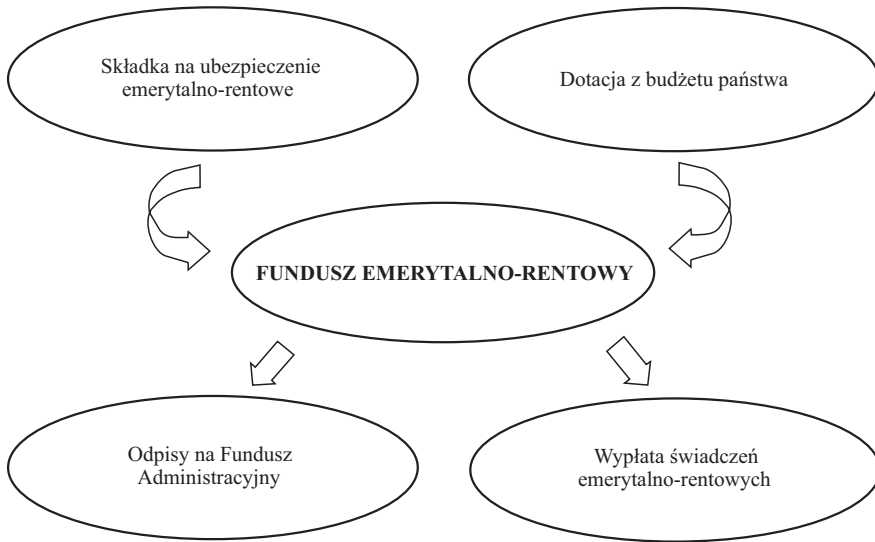 Składka na ubezpieczenie
emerytalno-rentowe
Dotacja z budżetu państwa
FUNDUSZ EMERYTALNO-RENTOWY
Odpisy na Fundusz
Administracyjny
Wypłata świadczeń
emerytalno-rentowych